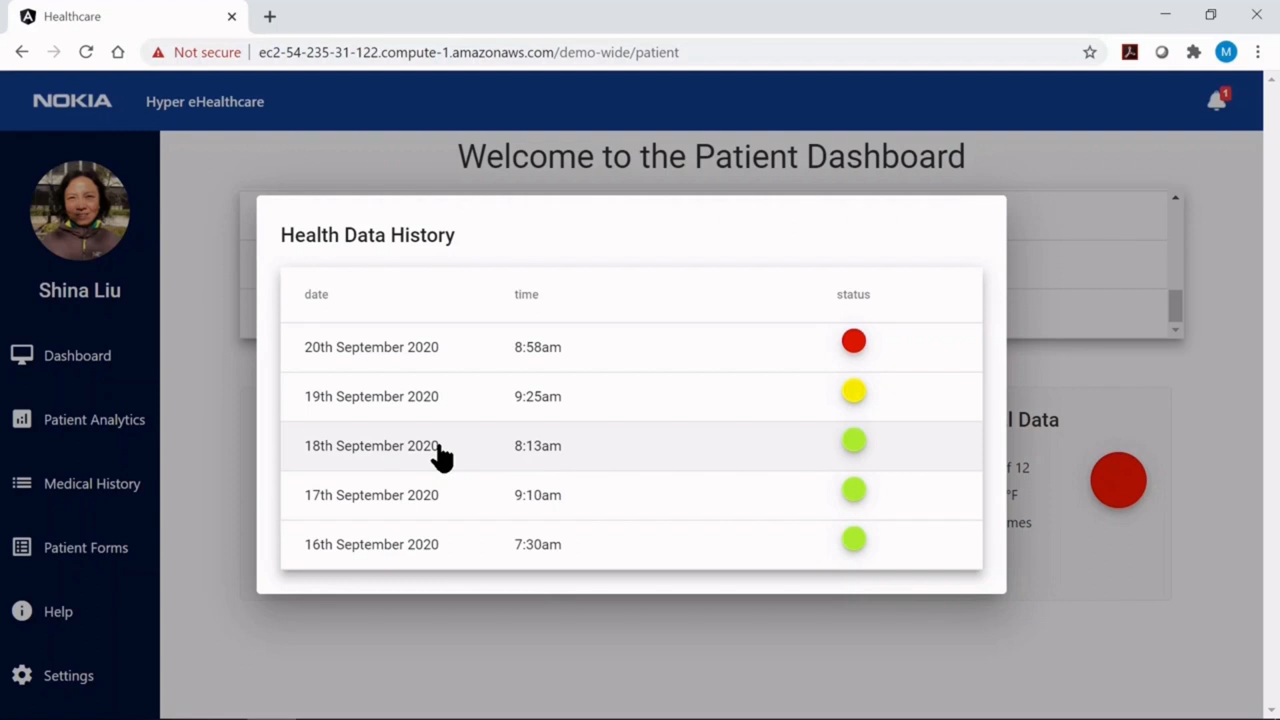 Healthcare
Not secure
ec2-54-235-31-122.compute-1.amazonaws.com/demo-wide/patient
M
NOKIA
Hyper eHealthcare
1
Welcome to the Patient Dashboard
Shina Liu
Dashboard
Patient Analytics
Medical History
Patient Forms
Help
Settings
Health Data History
date time status
20th September 2020 8:58am
19th September 2020 9:25am
18th September 2020 8:13am
17th September 2020 9:10am
16th September 2020 7:30am
l Data
f 12
°F
mes